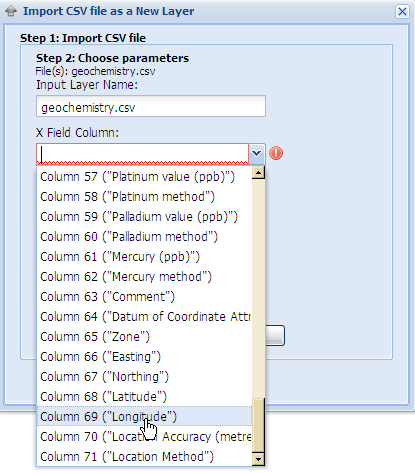 Import CSV file as a New Layer
Step 1: Import CSV file
Step 2: Choose parameters
File(s): geochemistry.csv
Input Layer Name:
geochemistry.csv
X Field Column:
Column 57 ("Platinum value (ppb)")
Column 58 ("Platinum method")
Column 59 ("Palladium value (ppb)")
Column 60 ("Palladium method")
Column 61 ("Mercury (ppb)")
Column 62 ("Mercury method")
Column 63 ("Comment")
Column 64 ("Datum of Coordinate Attr
Column 65 ("Zone")
Column 66 ("Easting")
Column 67 ("Northing")
Column 68 ("Latitude")
Column 69 ("Longitude")
Column 70 ("Location Accuracy (metre
Column 71 ("Location Method")